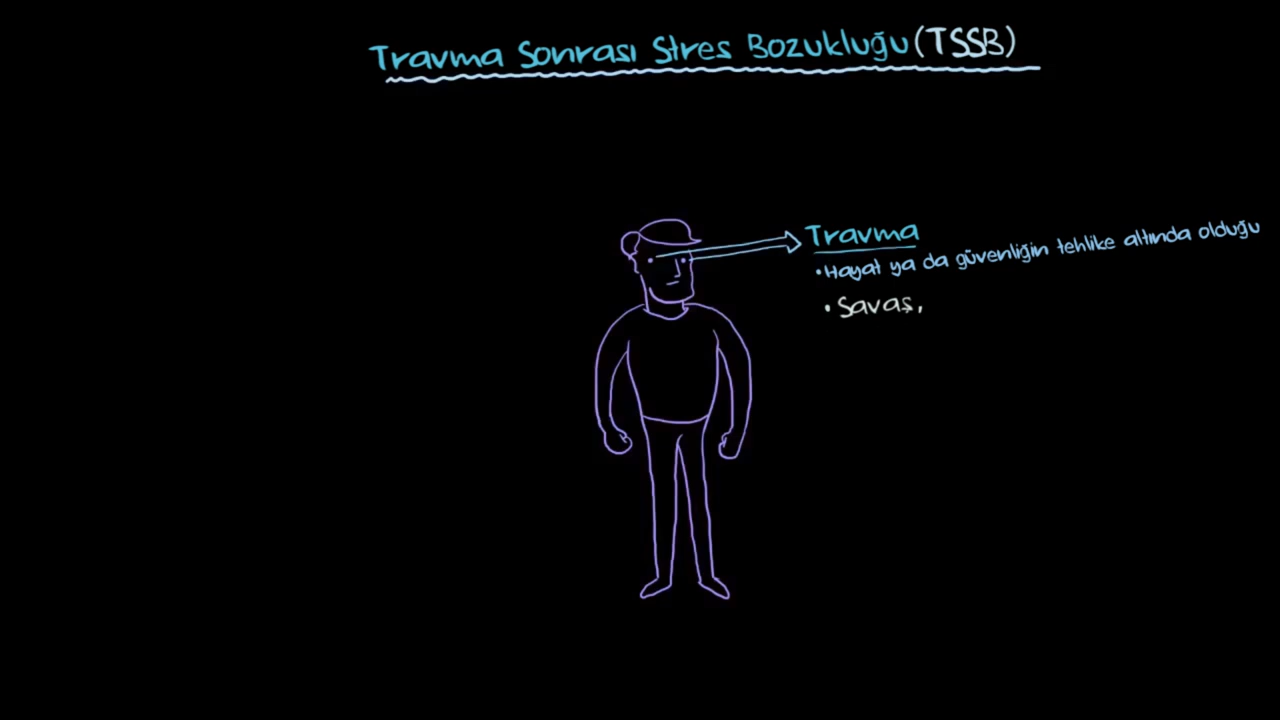 Travma Sonrası Stres Bozukluğu (TSSB)
Travma
• Hayat ya da güvenliğin tehlike altında olduğu
• Savaş,